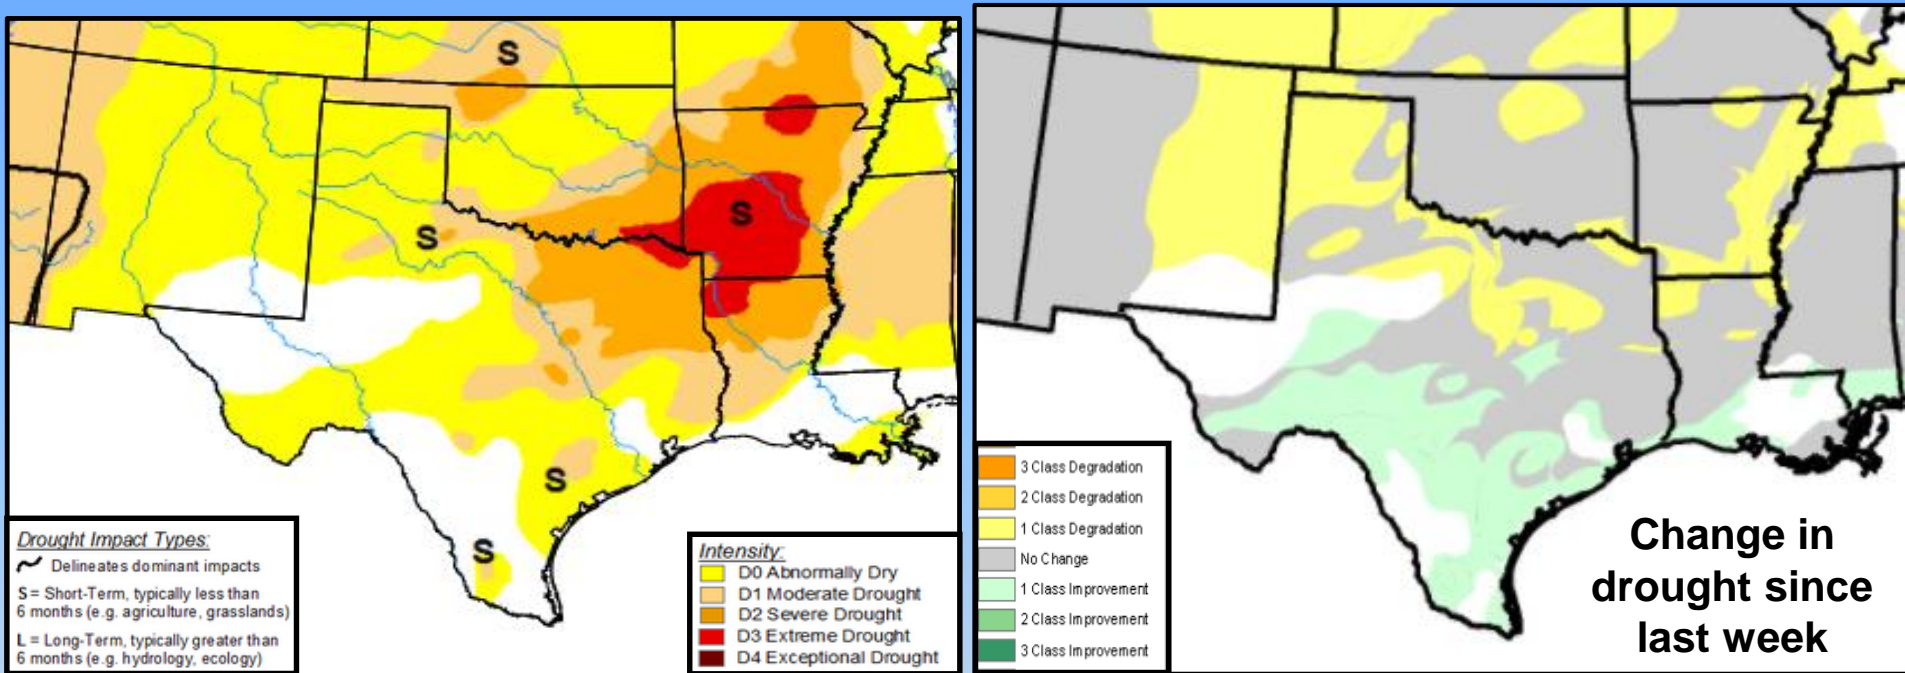 S
S
S
S
S
Drought Impact Types:
Delineates dominant impacts
S = Short-Term, typically less than
6 months (e.g. agriculture, grasslands)
L = Long-Term, typically greater than
6 months (e.g. hydrology, ecology)
Intensity:
D0 Abnormally Dry
D1 Moderate Drought
D2 Severe Drought
D3 Extreme Drought
D4 Exceptional Drought
3 Class Degradation
2 Class Degradation
1 Class Degradation
No Change
1 Class Improvement
2 Class Improvement
3 Class Improvement
Change in
drought since
last week